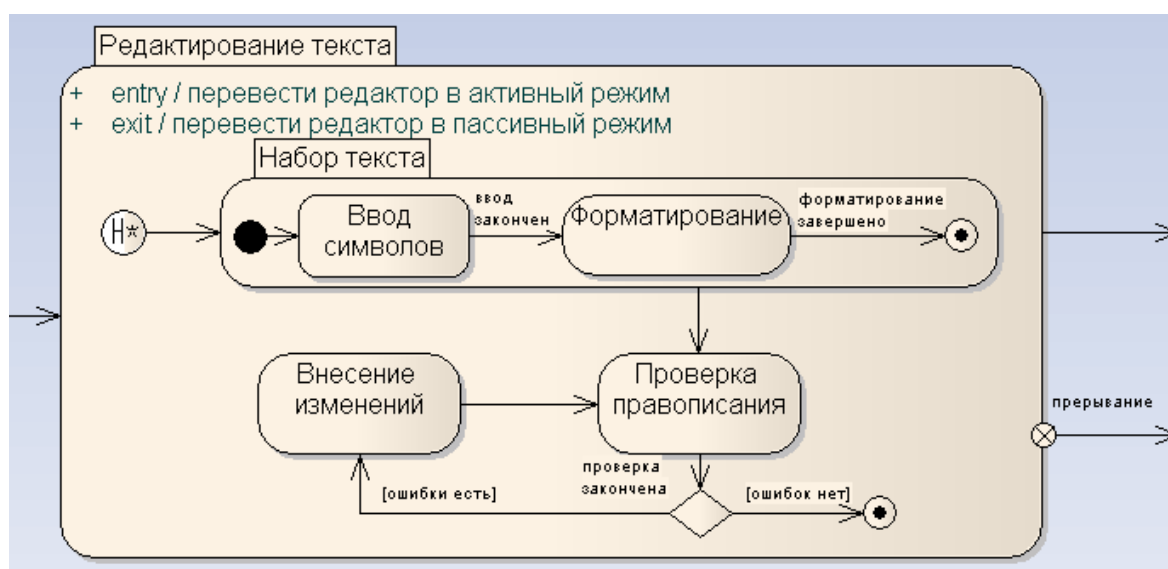 Редактирование текста
+ entry / перевести редактор в активный режим
+ exit / перевести редактор в пассивный режим
Набор текста
H*
Ввод
символов
ввод
закончен
Форматирование
форматирование
завершено
Внесение
изменений
Проверка
правописания
прерывание
проверка
закончена
[ошибки есть]
[ошибок нет]